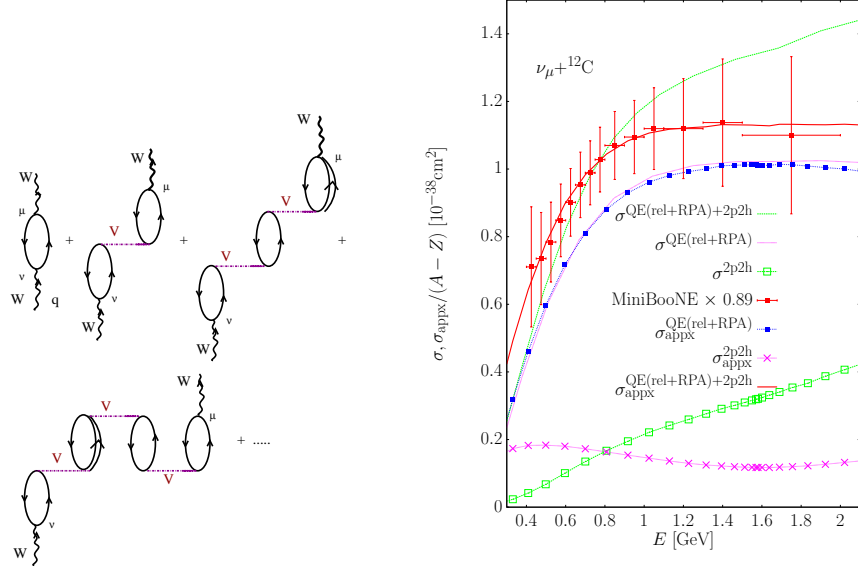 W
μ
ν
W q
+
W
μ
V
ν
W
+
W
μ
V
V
ν
W
+
W
μ
V
V
V
ν
W
+ .....
σ, σ_appx/(A − Z) [10^−38 cm^2]
1.4
1.2
1
0.8
0.6
0.4
0.2
0
ν_μ+^12C
σ^QE(rel+RPA)+2p2h
σ^QE(rel+RPA)
σ^2p2h
MiniBooNE × 0.89
σ_appx^QE(rel+RPA)
σ_appx^2p2h
σ_appx^QE(rel+RPA)+2p2h
0.4 0.6 0.8 1 1.2 1.4 1.6 1.8 2
E [GeV]